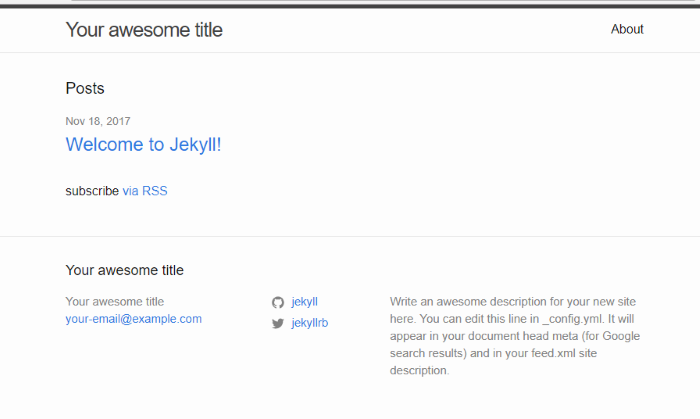 Your awesome title
About
Posts
Nov 18, 2017
Welcome to Jekyll!
subscribe via RSS
Your awesome title
Your awesome title
your-email@example.com
jekyll
jekyllrb
Write an awesome description for your new site
here. You can edit this line in _config.yml. It will
appear in your document head meta (for Google
search results) and in your feed.xml site
description.